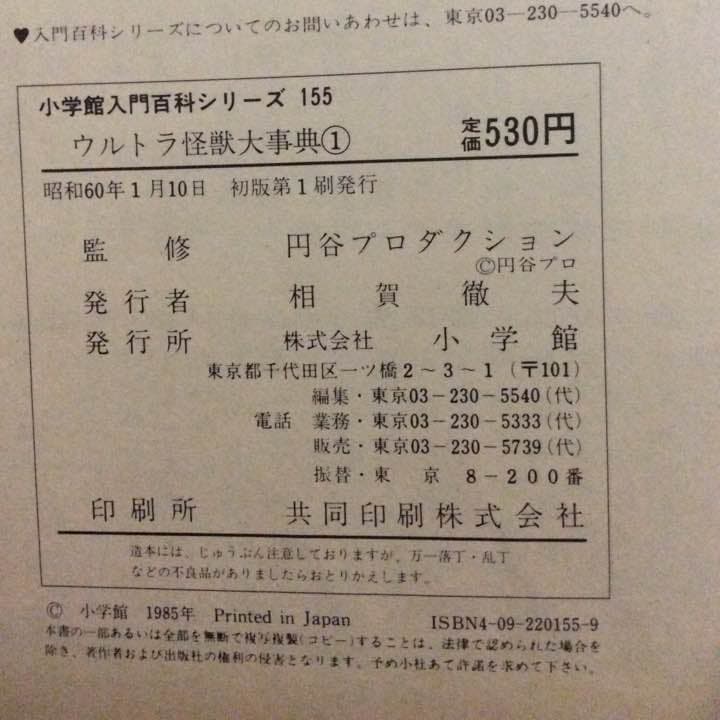 ♥入門百科シリーズについてのお問いあわせは、東京03―230―5540へ。
小学館入門百科シリーズ 155
ウルトラ怪獣大事典① 定価530円
昭和60年1月10日 初版第1刷発行
監修 円谷プロダクション
©円谷プロ
発行者 相賀徹夫
発行所 株式会社 小学館
東京都千代田区一ツ橋2~3~1(〒101)
編集・東京03-230-5540(代)
電話 業務・東京03-230-5333(代)
販売・東京03-230-5739(代)
振替・東京 8-200番
印刷所 共同印刷株式会社
造本には、じゅうぶん注意しておりますが、万一落丁・乱丁
などの不良品がありましたらおとりかえします。
© 小学館 1985年 Printed in Japan ISBN4-09-220155-9
本書の一部あるいは全部を無断で複写複製(コピー)することは、法律で認められた場合を
除き、著作者および出版社の権利の侵害となります。予め小社あて許諾を求めて下さい。